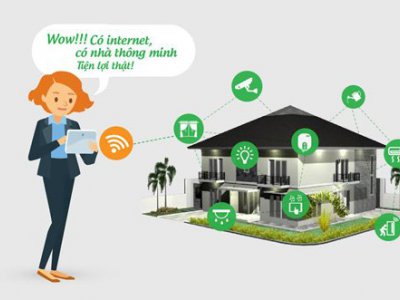 Wow!!! Có internet,
có nhà thông minh
Tiện lợi thật!